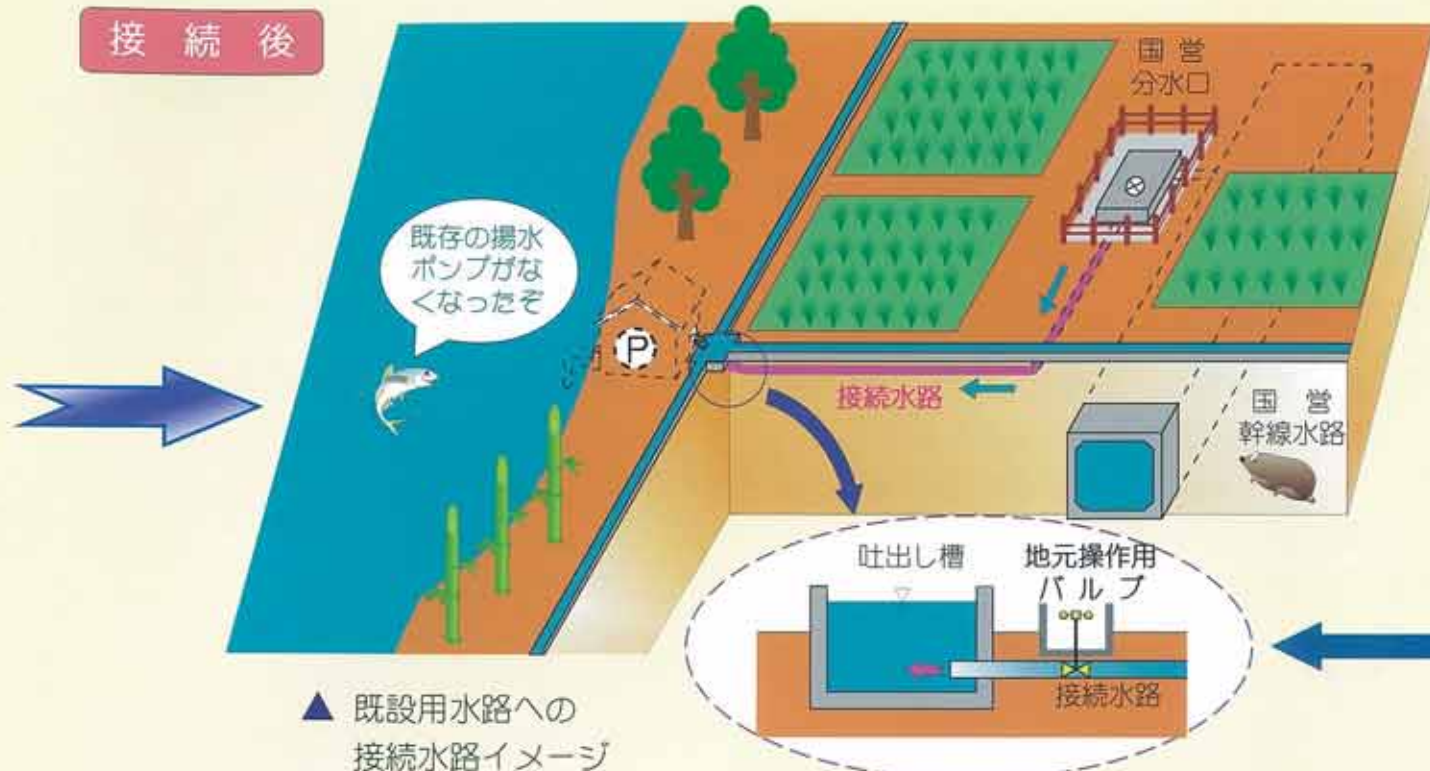 接続後
国営
分水口
既存の揚水
ポンプがな
くなったぞ
P
接続水路
国営
幹線水路
吐出し槽
地元操作用
バルブ
接続水路
▲ 既設用水路への
接続水路イメージ